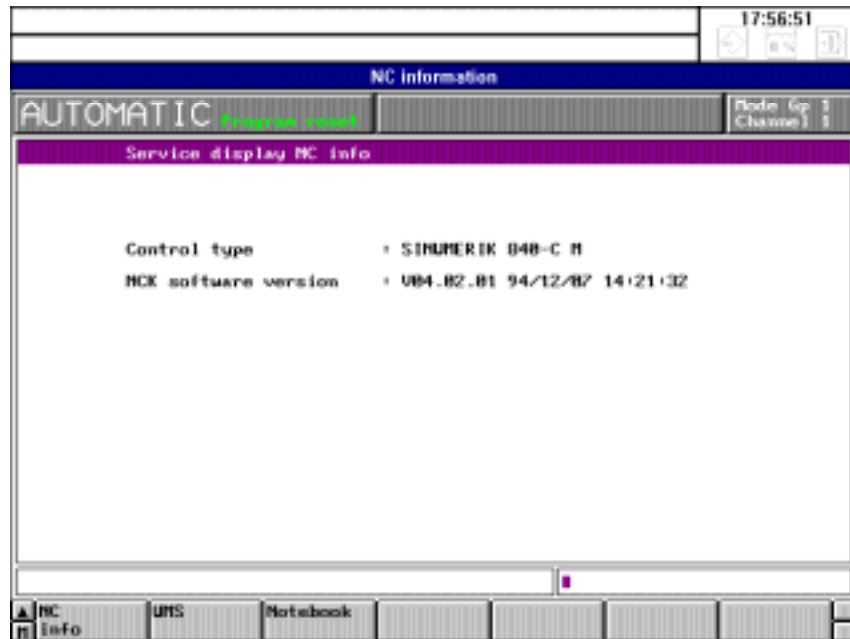 17:56:51
NC information
AUTOMATIC Program reset
Mode Gp 1
Channel 1
Service display NC info
Control type : SINUMERIK 840-C M
NCK software version : V04.02.01 94/12/07 14:21:32
NC
info
UMS
Notebook